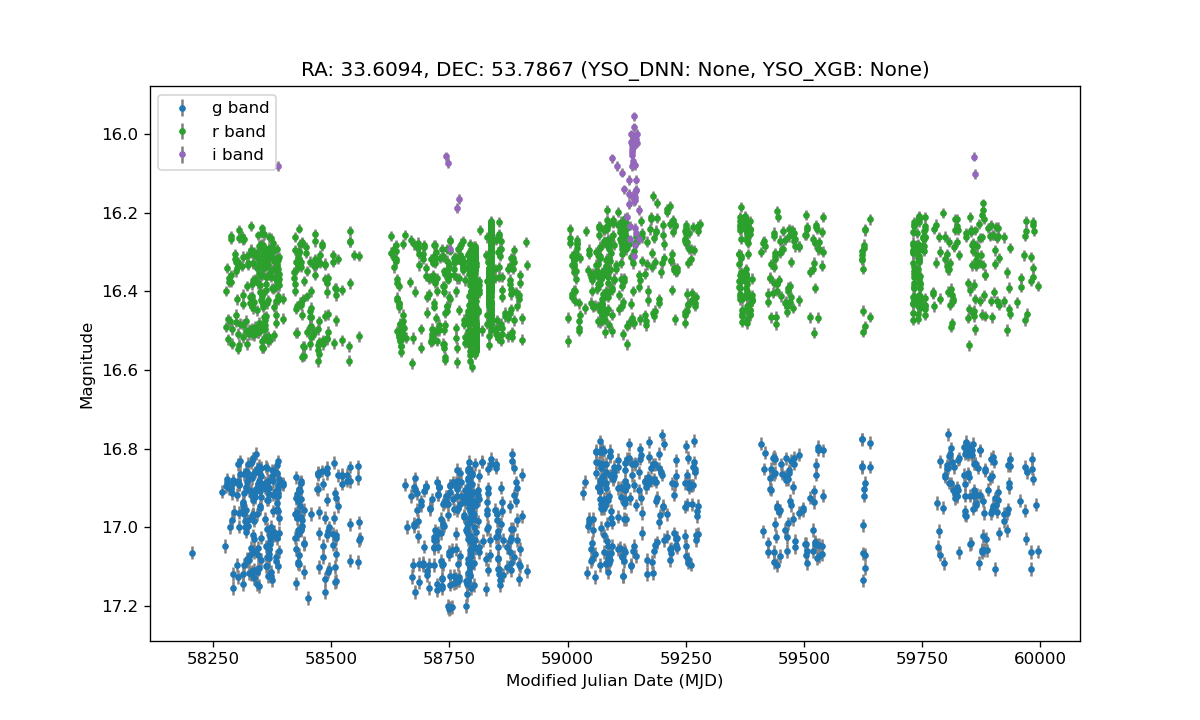 RA: 33.6094, DEC: 53.7867 (YSO_DNN: None, YSO_XGB: None)
g band
r band
i band
16.0
16.2
16.4
16.6
16.8
17.0
17.2
Magnitude
58250
58500
58750
59000
59250
59500
59750
60000
Modified Julian Date (MJD)